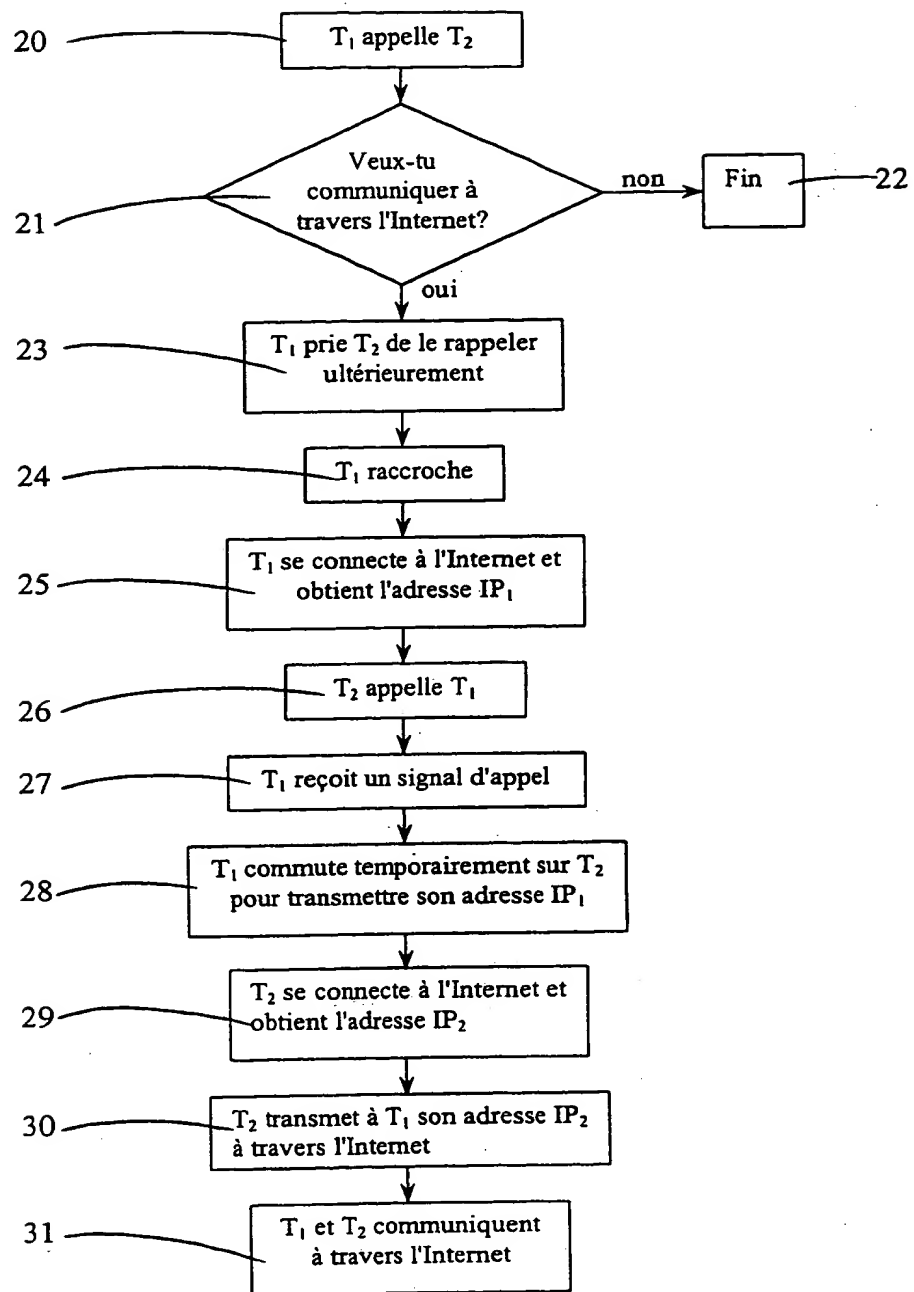 20
T₁ appelle T₂
Veux-tu
communiquer à
travers l'Internet?
21
non
Fin
22
oui
23
T₁ prie T₂ de le rappeler
ultérieurement
24
T₁ raccroche
25
T₁ se connecte à l'Internet et
obtient l'adresse IP₁
26
T₂ appelle T₁
27
T₁ reçoit un signal d'appel
28
T₁ commute temporairement sur T₂
pour transmettre son adresse IP₁
29
T₂ se connecte à l'Internet et
obtient l'adresse IP₂
30
T₂ transmet à T₁ son adresse IP₂
à travers l'Internet
31
T₁ et T₂ communiquent
à travers l'Internet